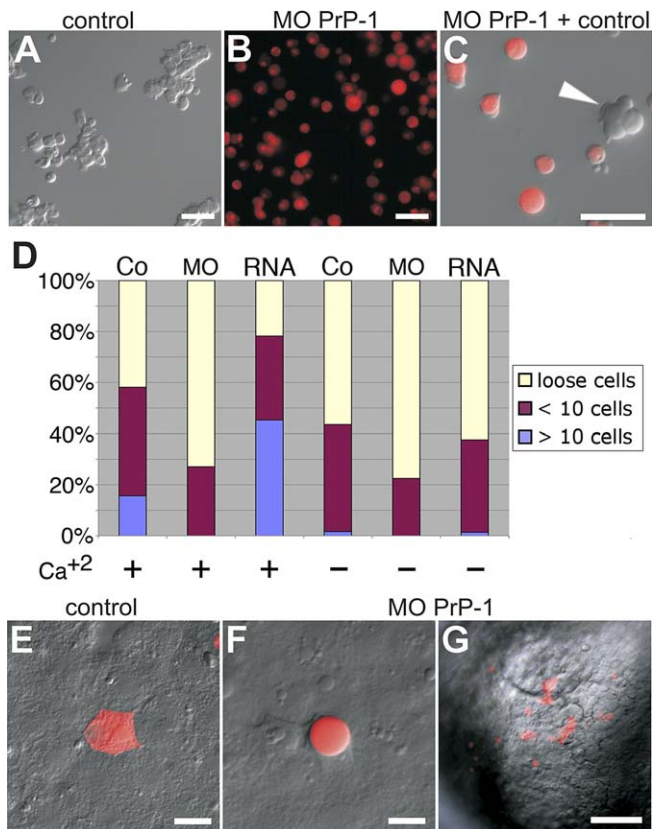 control MO PrP-1 MO PrP-1 + control
A B C
D
100% Co MO RNA Co MO RNA
80%
60%
40%
20%
0%
loose cells
< 10 cells
> 10 cells
Ca+2 + + + − − −
control MO PrP-1
E F G